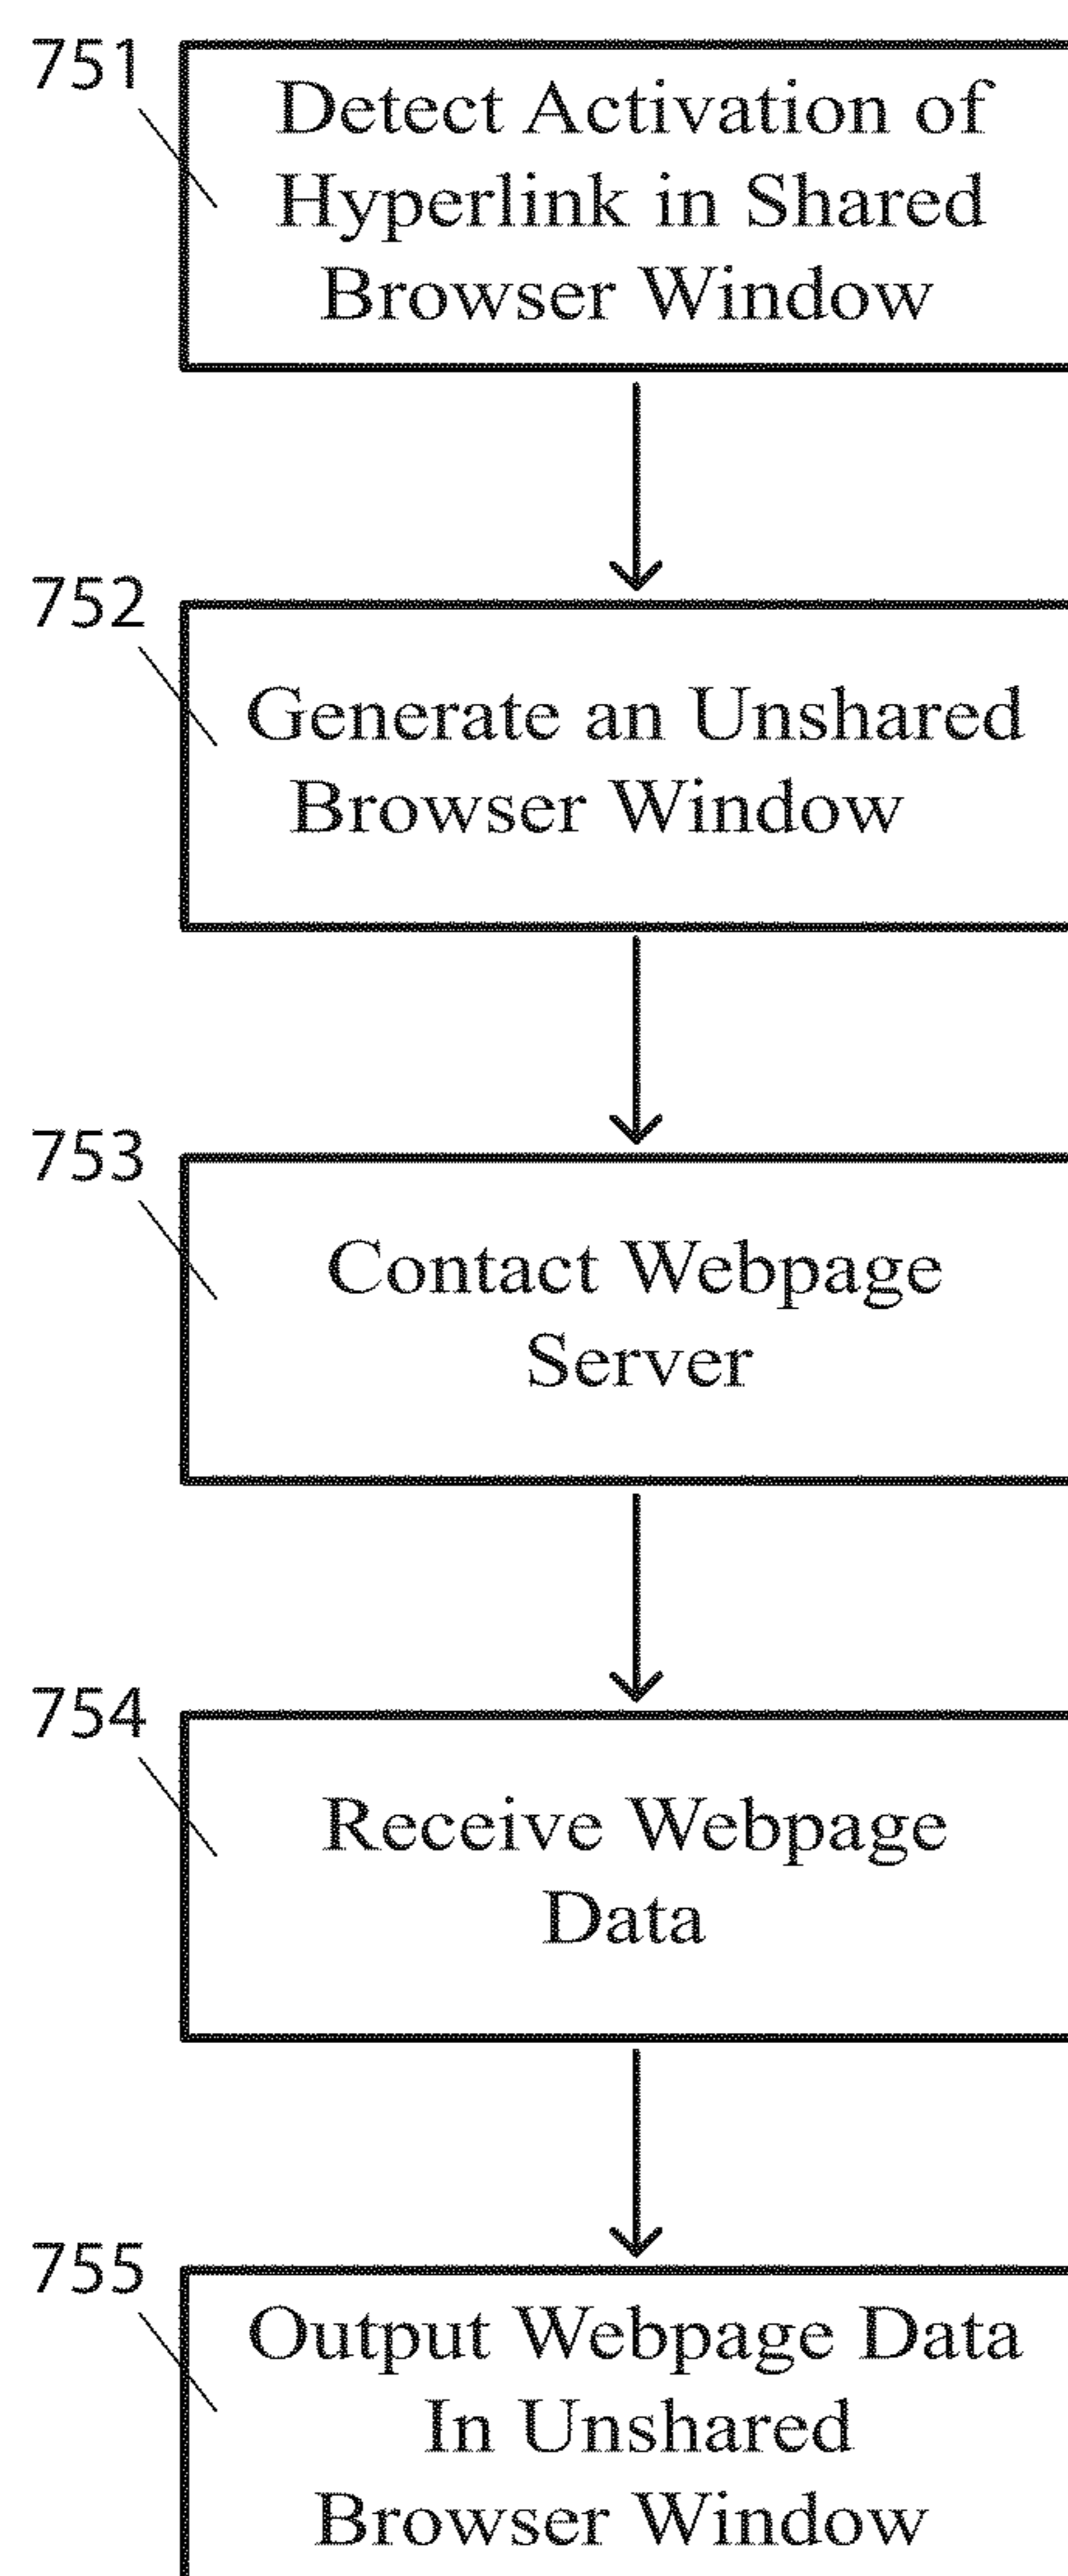 751
Detect Activation of
Hyperlink in Shared
Browser Window
752
Generate an Unshared
Browser Window
753
Contact Webpage
Server
754
Receive Webpage
Data
755
Output Webpage Data
In Unshared
Browser Window